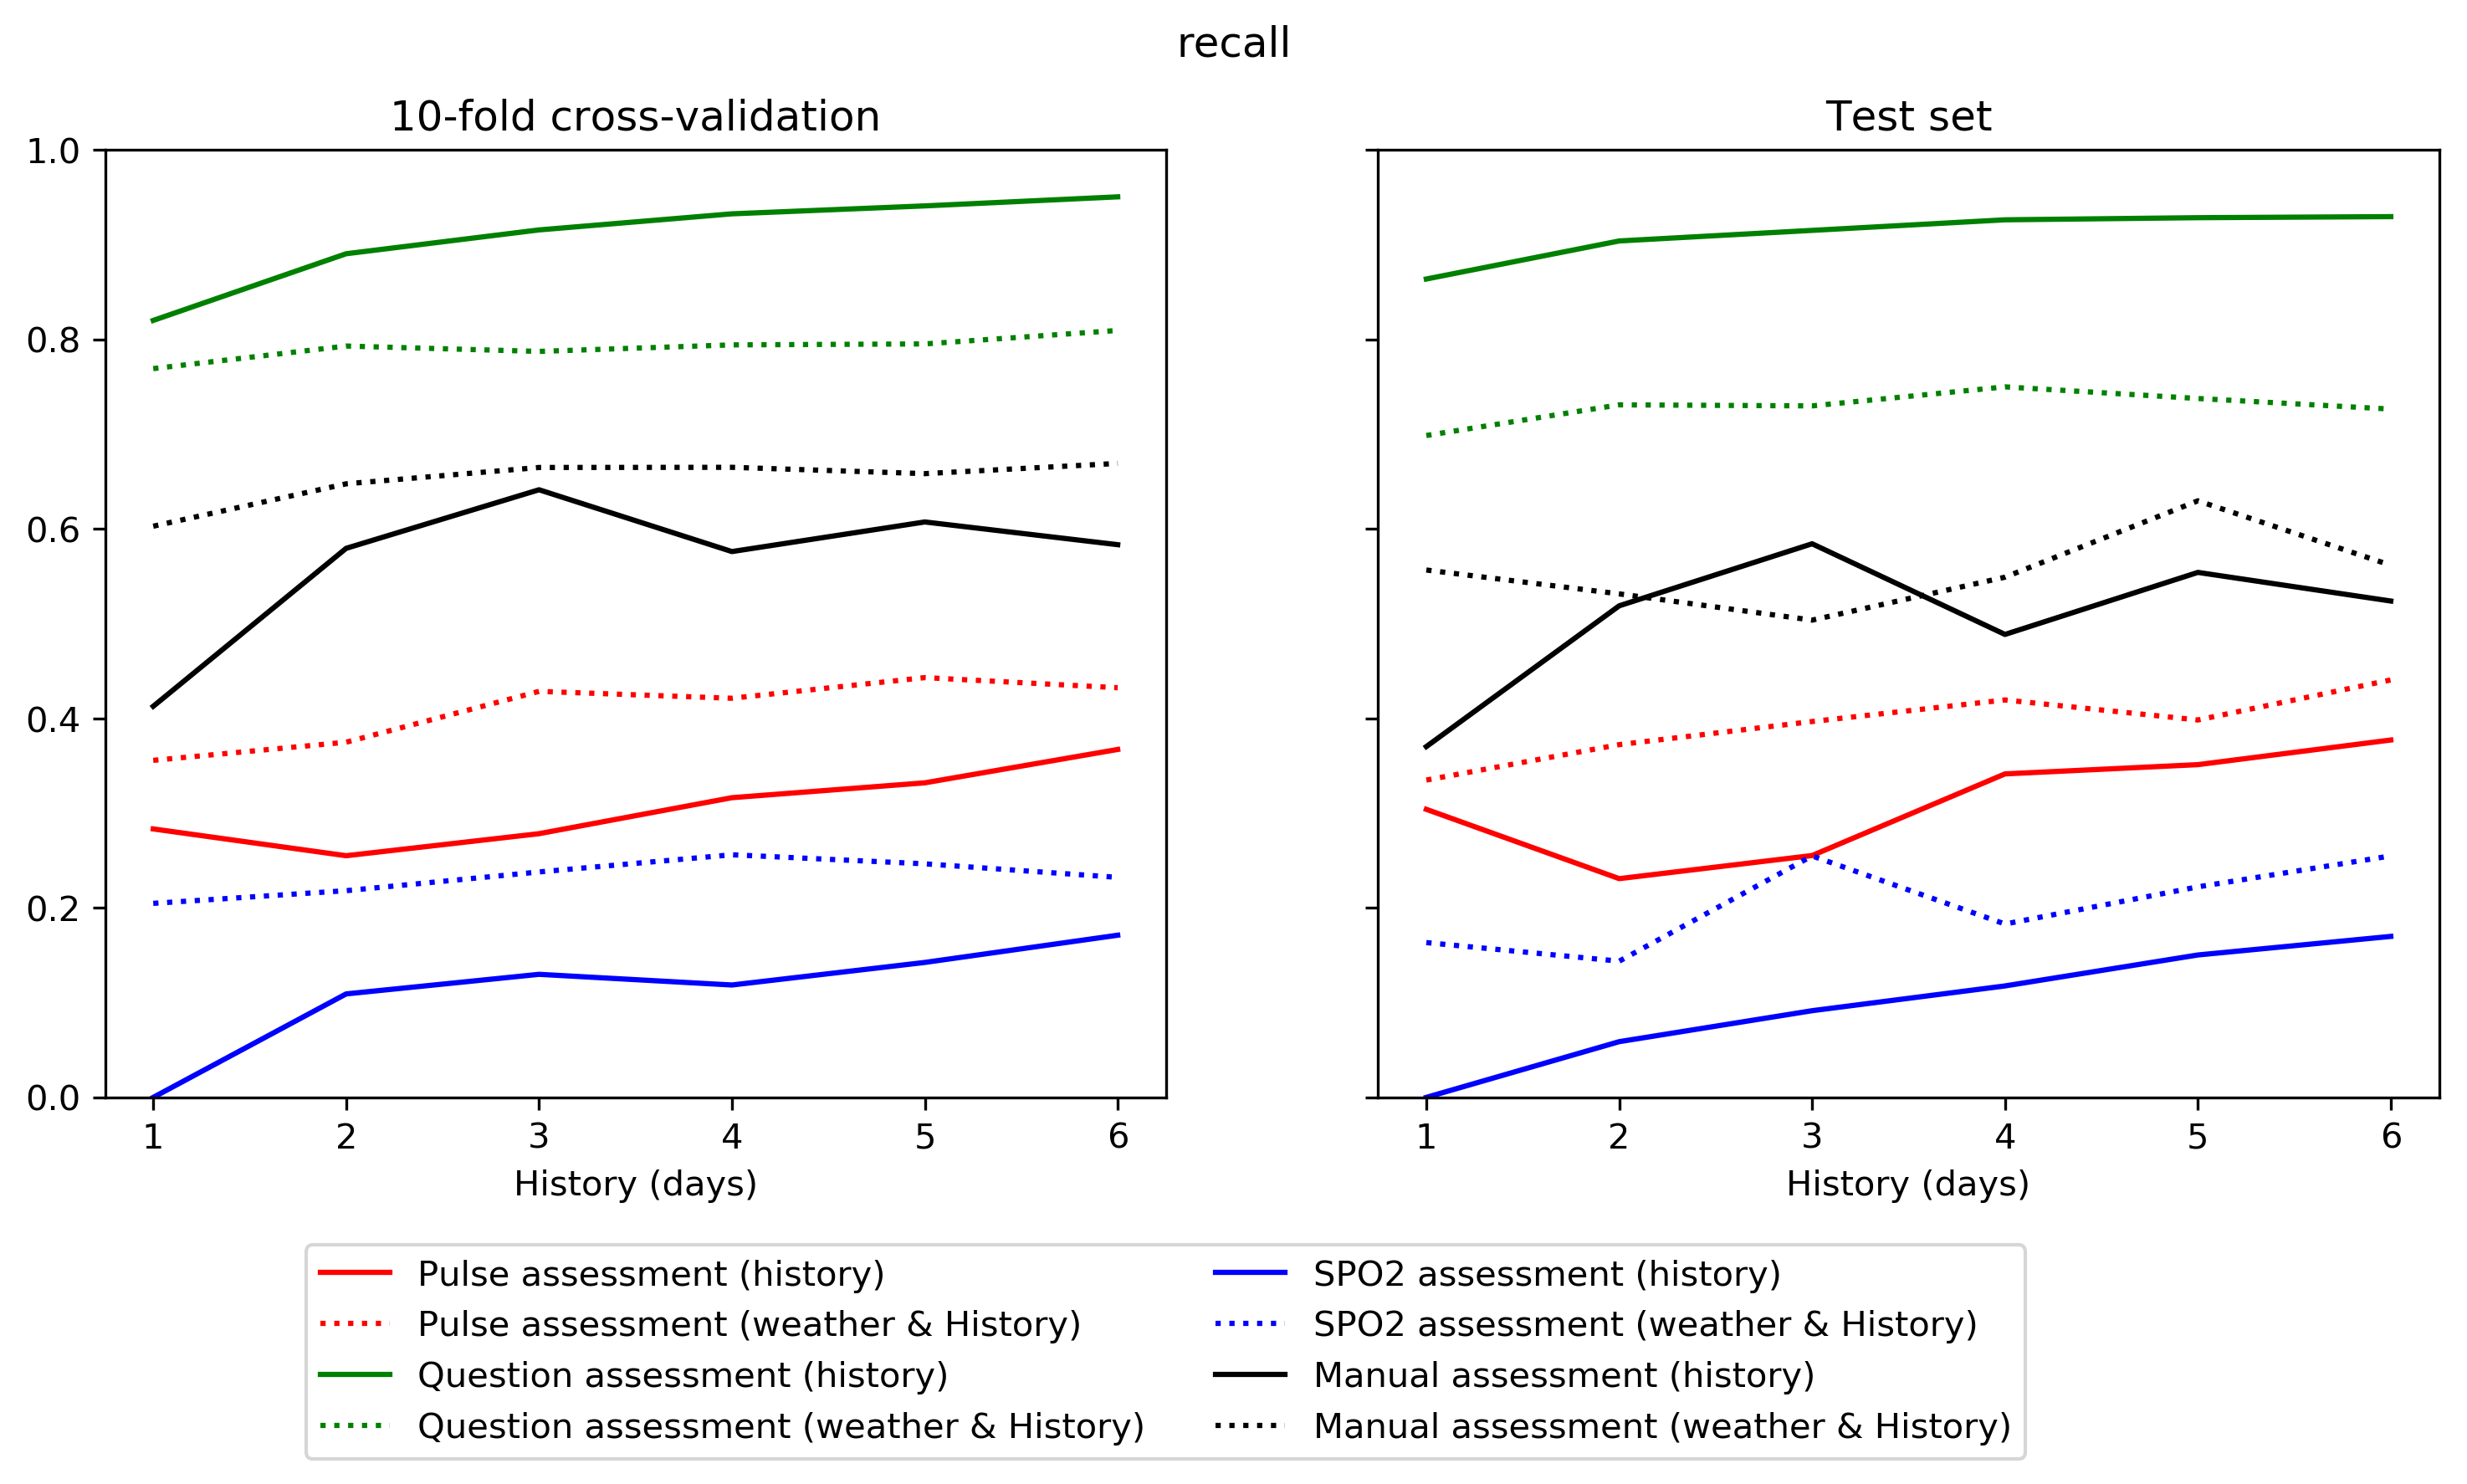 recall
10-fold cross-validation
Test set
1.0
0.8
0.6
0.4
0.2
0.0
1 2 3 4 5 6
1 2 3 4 5 6
History (days)
History (days)
Pulse assessment (history)
Pulse assessment (weather & History)
Question assessment (history)
Question assessment (weather & History)
SPO2 assessment (history)
SPO2 assessment (weather & History)
Manual assessment (history)
Manual assessment (weather & History)